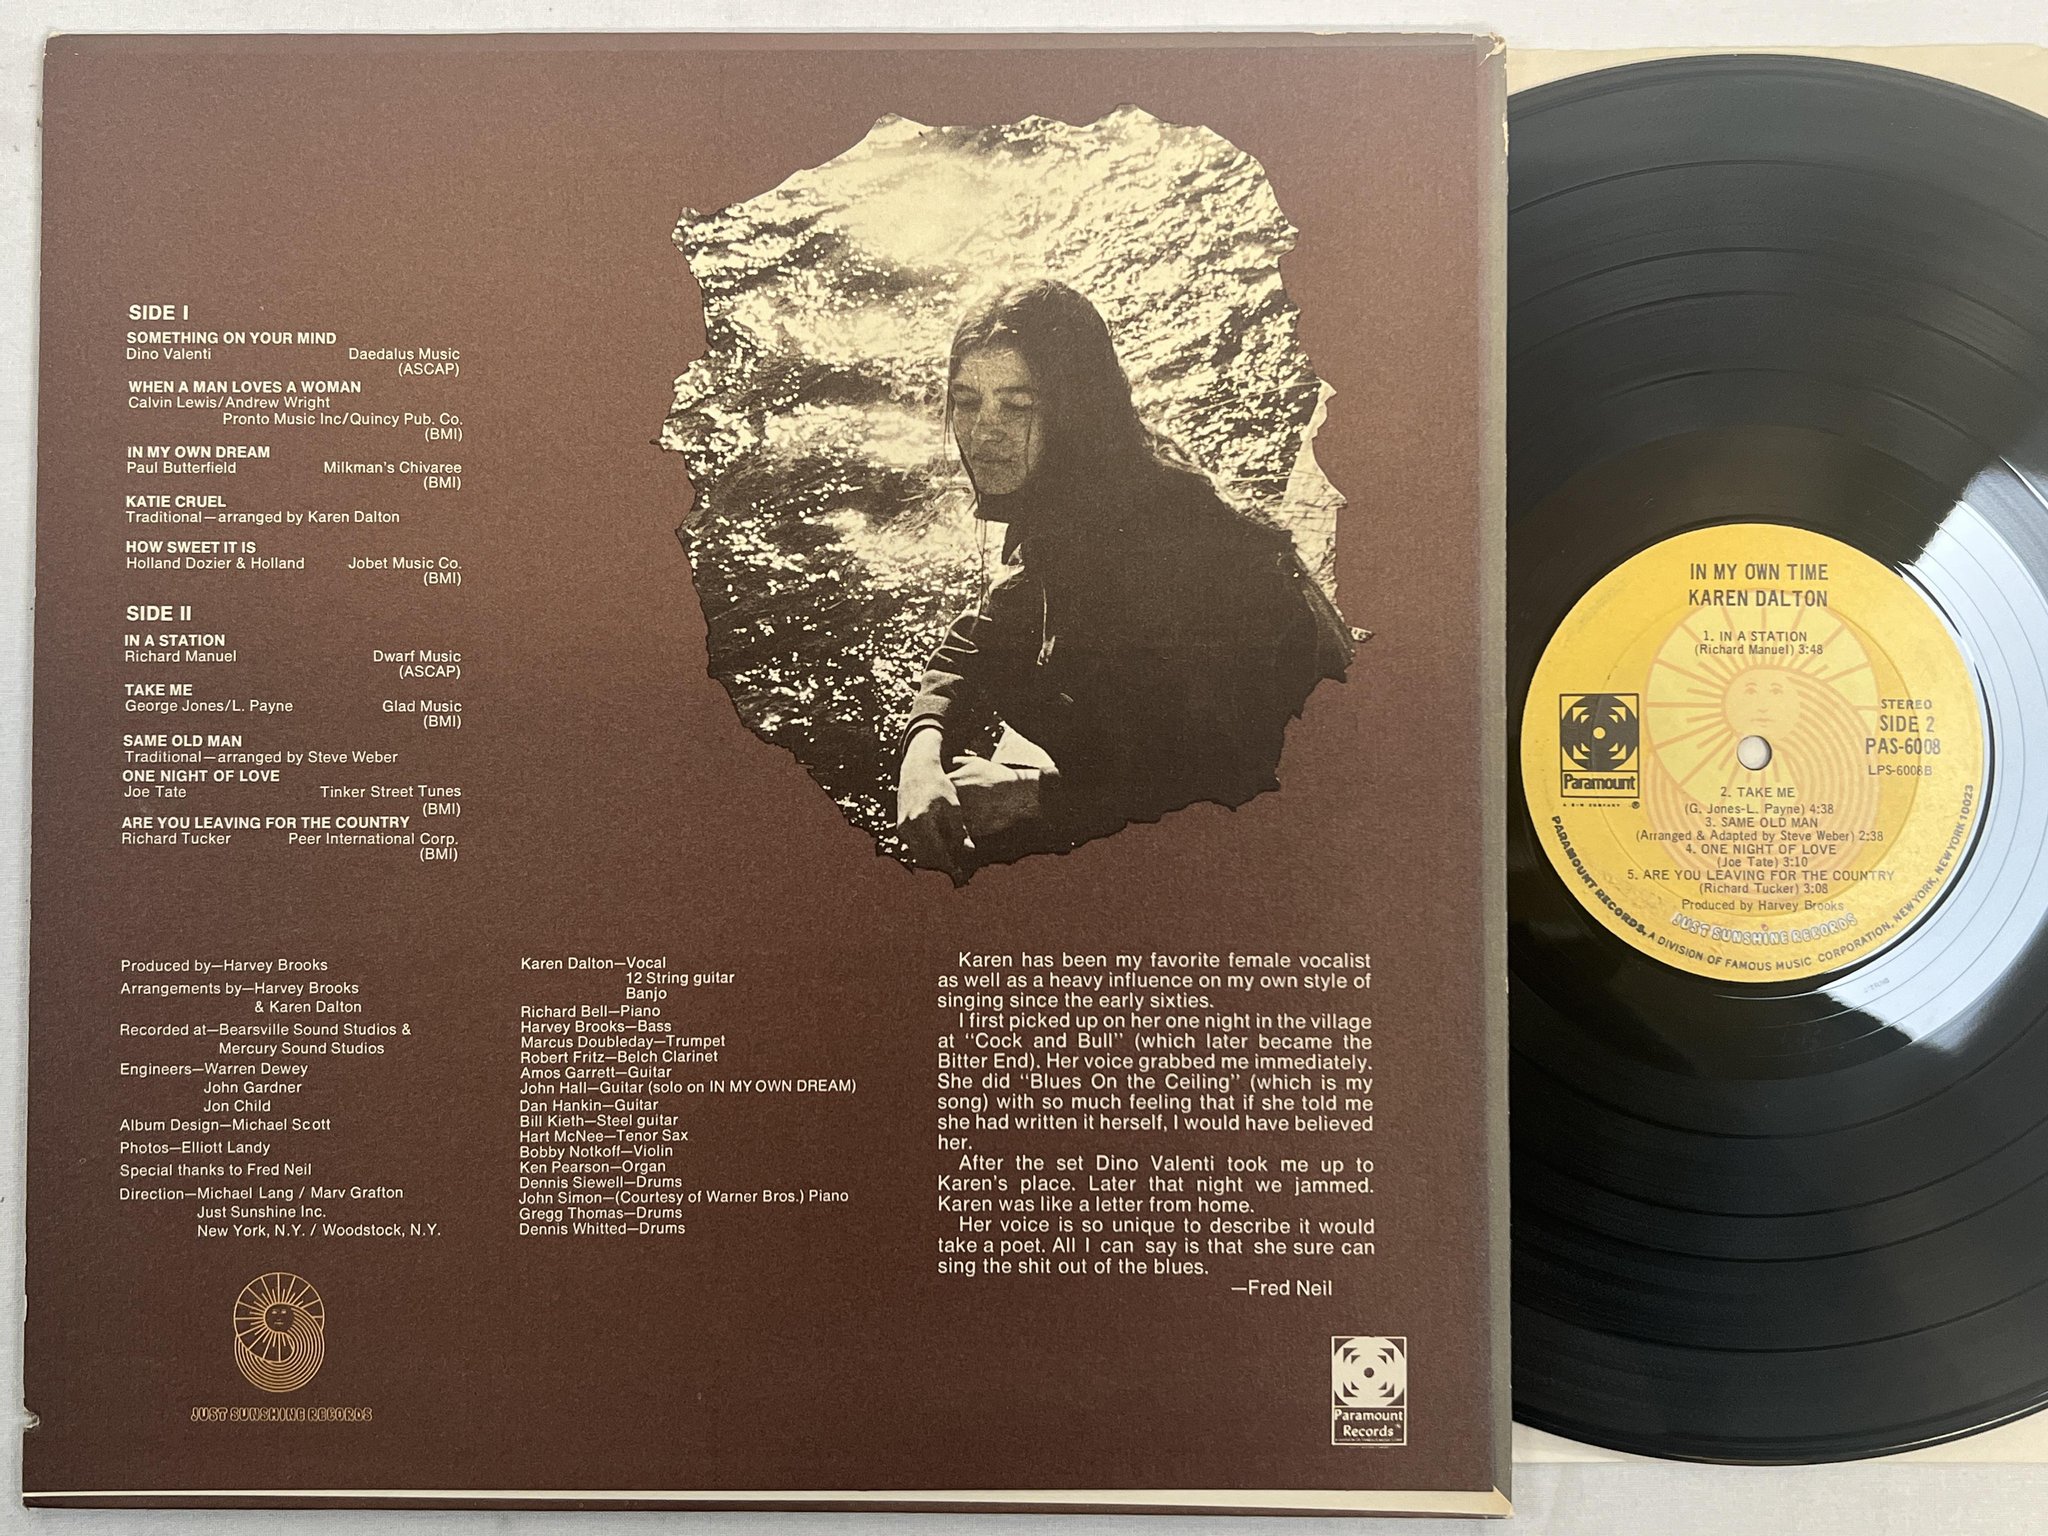 SIDE I
SOMETHING ON YOUR MIND
Dino Valenti Daedalus Music
(ASCAP)
WHEN A MAN LOVES A WOMAN
Calvin Lewis/Andrew Wright
Pronto Music Inc/Quincy Pub. Co.
(BMI)
IN MY OWN DREAM
Paul Butterfield Milkman's Chivaree
(BMI)
KATIE CRUEL
Traditional—arranged by Karen Dalton
HOW SWEET IT IS
Holland Dozier & Holland Jobet Music Co.
(BMI)
SIDE II
IN A STATION
Richard Manuel Dwarf Music
(ASCAP)
TAKE ME
George Jones/L. Payne Glad Music
(BMI)
SAME OLD MAN
Traditional—arranged by Steve Weber
ONE NIGHT OF LOVE
Joe Tate Tinker Street Tunes
(BMI)
ARE YOU LEAVING FOR THE COUNTRY
Richard Tucker Peer International Corp.
(BMI)
Produced by—Harvey Brooks
Arrangements by—Harvey Brooks
& Karen Dalton
Recorded at—Bearsville Sound Studios &
Mercury Sound Studios
Engineers—Warren Dewey
John Gardner
Jon Child
Album Design—Michael Scott
Photos—Elliott Landy
Special thanks to Fred Neil
Direction—Michael Lang / Marv Grafton
Just Sunshine Inc.
New York, N.Y. / Woodstock, N.Y.
JUST SUNSHINE RECORDS
Karen Dalton—Vocal
12 String guitar
Banjo
Richard Bell—Piano
Harvey Brooks—Bass
Marcus Doubleday—Trumpet
Robert Fritz—Belch Clarinet
Amos Garrett—Guitar
John Hall—Guitar (solo on IN MY OWN DREAM)
Dan Hankin—Guitar
Bill Kieth—Steel guitar
Hart McNee—Tenor Sax
Bobby Notkoff—Violin
Ken Pearson—Organ
Dennis Siewell—Drums
John Simon—(Courtesy of Warner Bros.) Piano
Gregg Thomas—Drums
Dennis Whitted—Drums
Karen has been my favorite female vocalist
as well as a heavy influence on my own style of
singing since the early sixties.
I first picked up on her one night in the village
at "Cock and Bull" (which later became the
Bitter End). Her voice grabbed me immediately.
She did "Blues On the Ceiling" (which is my
song) with so much feeling that if she told me
she had written it herself, I would have believed
her.
After the set Dino Valenti took me up to
Karen's place. Later that night we jammed.
Karen was like a letter from home.
Her voice is so unique to describe it would
take a poet. All I can say is that she sure can
sing the shit out of the blues.
—Fred Neil
Paramount
Records
IN MY OWN TIME
KAREN DALTON
1. IN A STATION
(Richard Manuel) 3:48
STEREO
SIDE 2
PAS-6008
LPS-6008B
Paramount
A G+W COMPANY ®
2. TAKE ME
(G. Jones-L. Payne) 4:38
3. SAME OLD MAN
(Arranged & Adapted by Steve Weber) 2:38
4. ONE NIGHT OF LOVE
(Joe Tate) 3:10
5. ARE YOU LEAVING FOR THE COUNTRY
(Richard Tucker) 3:08
Produced by Harvey Brooks
JUST SUNSHINE RECORDS
PARAMOUNT RECORDS, A DIVISION OF FAMOUS MUSIC CORPORATION, NEW YORK, NEW YORK 10023